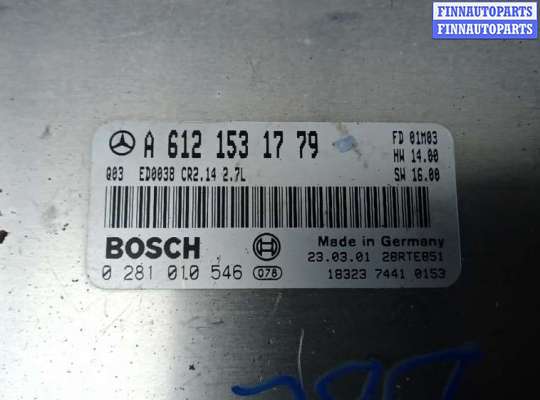 FINNAUTOPARTS
FINNAUTOPARTS
A 612 153 17 79
FD 01M03
HW 14.00
Q03 ED0038 CR2.14 2.7L
SW 16.00
BOSCH
Made in Germany
23.03.01 28RTE851
0 281 010 546 078
18323 7441 0153